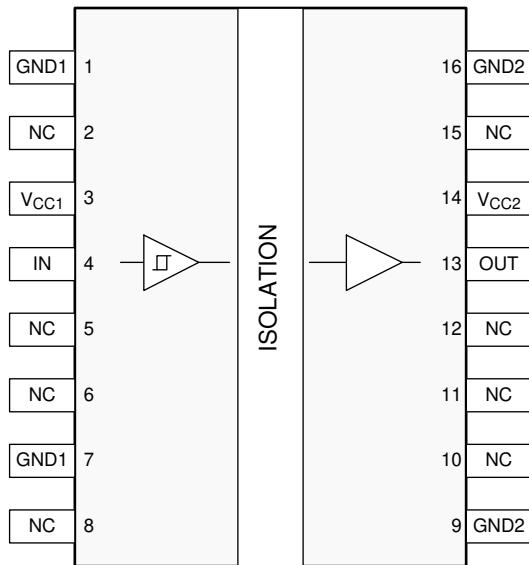 GND1 1 16 GND2
NC 2 15 NC
VCC1 3 14 VCC2
IN 4 13 OUT
NC 5 12 NC
NC 6 11 NC
GND1 7 10 NC
NC 8 9 GND2
ISOLATION